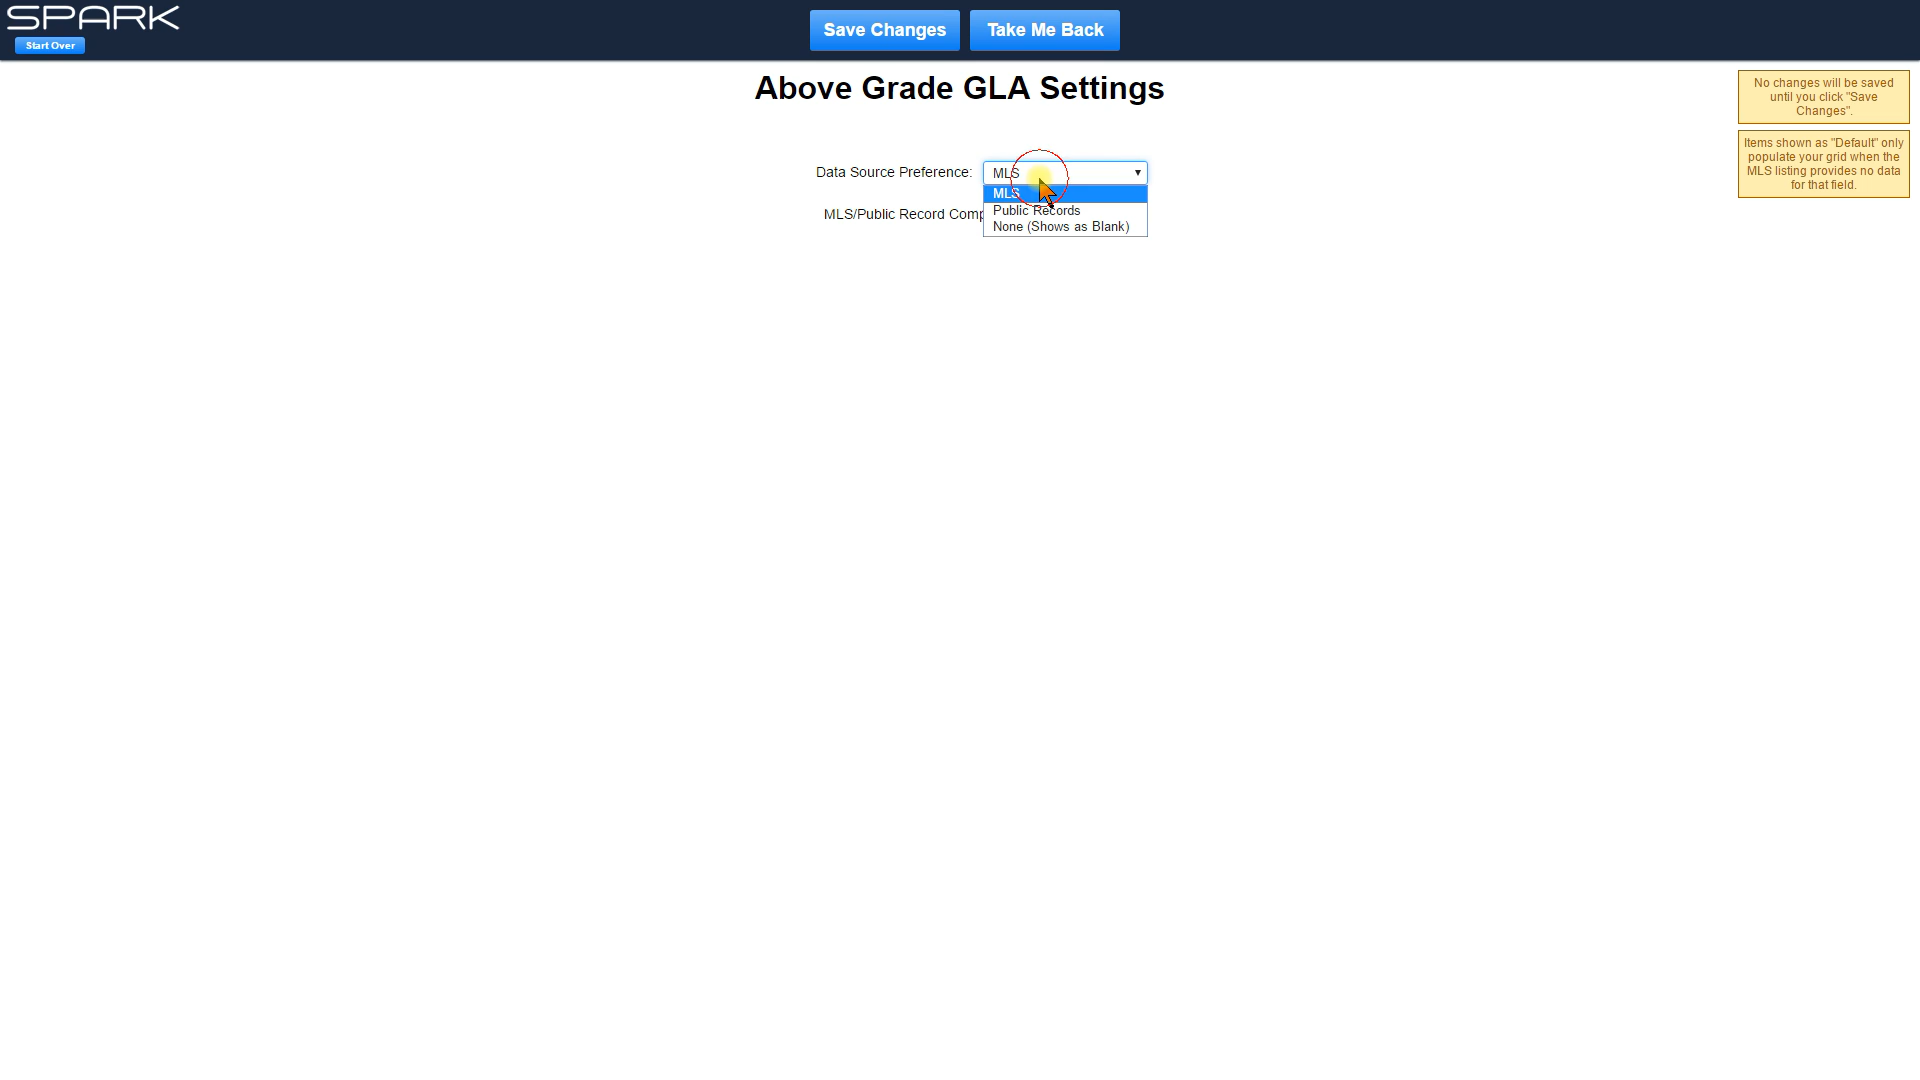 SPARK
Start Over
Save Changes
Take Me Back
Above Grade GLA Settings
No changes will be saved
until you click "Save
Changes".
Items shown as "Default" only
populate your grid when the
MLS listing provides no data
for that field.
Data Source Preference:
MLS
MLS
Public Records
None (Shows as Blank)
MLS/Public Record Comp